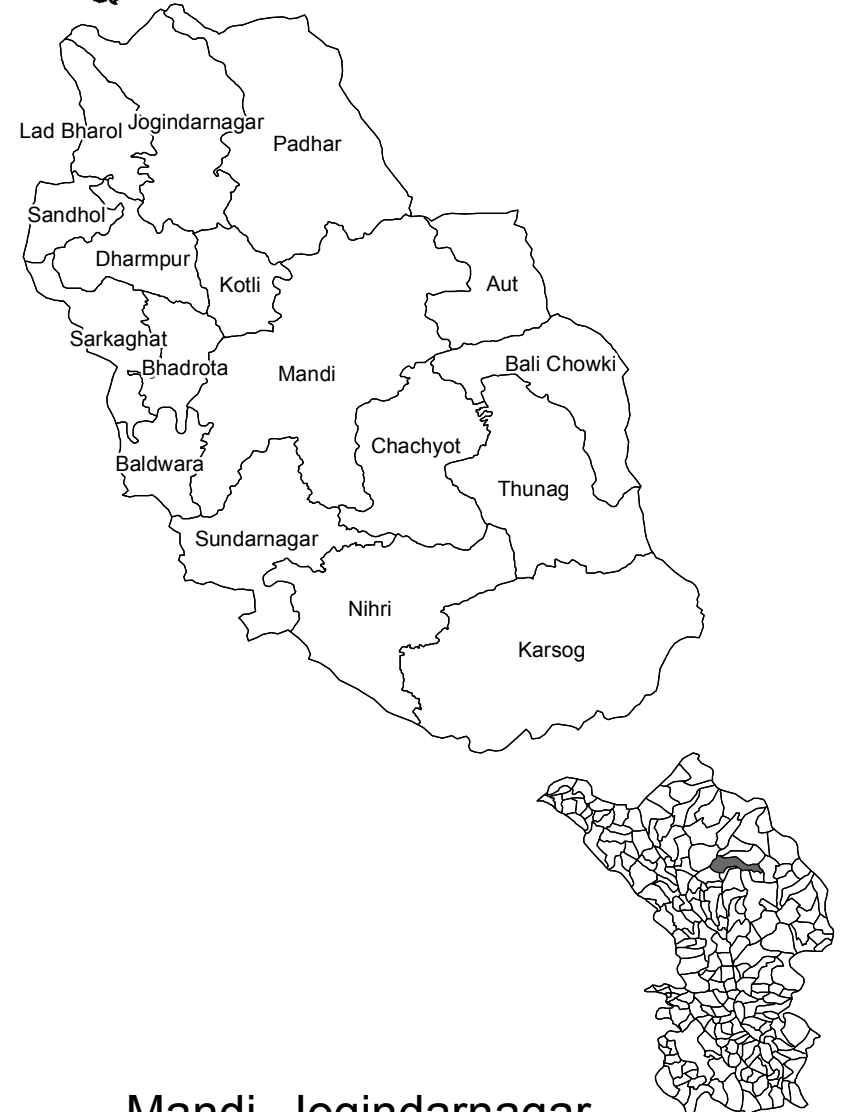 Jogindarnagar
Lad Bharol
Padhar
Sandhol
Dharmpur
Kotli
Aut
Sarkaghat
Bhadrota
Bali Chowki
Mandi
Chachyot
Baldwara
Thunag
Sundarnagar
Nihri
Karsog
Mandi, Jogindarnagar